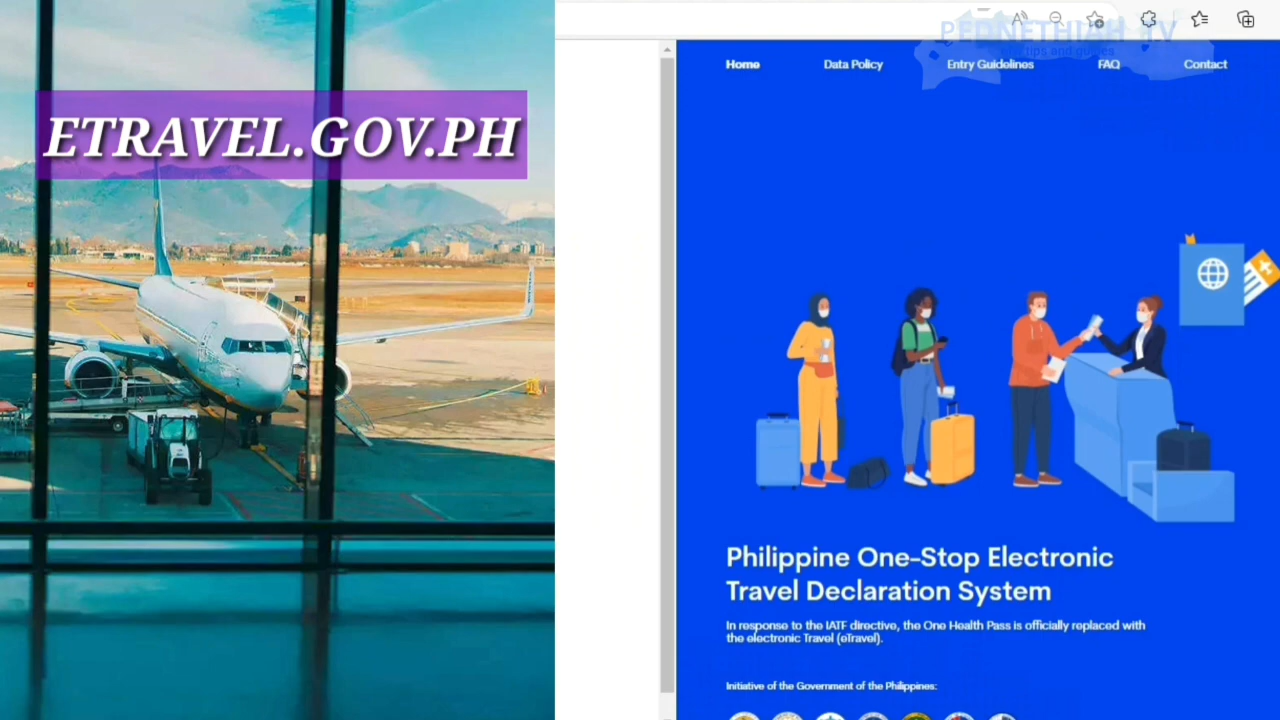 ETRAVEL.GOV.PH
PEDNETHIAH TV
Home Data Policy Entry Guidelines FAQ Contact
Philippine One-Stop Electronic
Travel Declaration System
In response to the IATF directive, the One Health Pass is officially replaced with
the electronic Travel (eTravel).
Initiative of the Government of the Philippines: